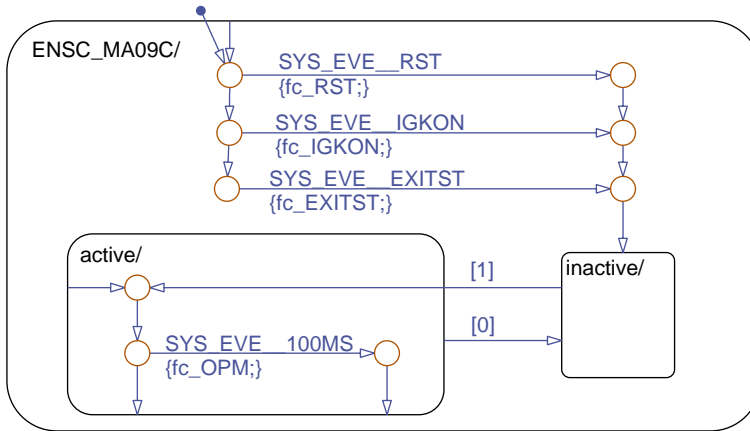 ENSC_MA09C/
SYS_EVE__RST
{fc_RST;}
SYS_EVE__IGKON
{fc_IGKON;}
SYS_EVE__EXITST
{fc_EXITST;}
active/
[1]
inactive/
[0]
SYS_EVE__100MS
{fc_OPM;}